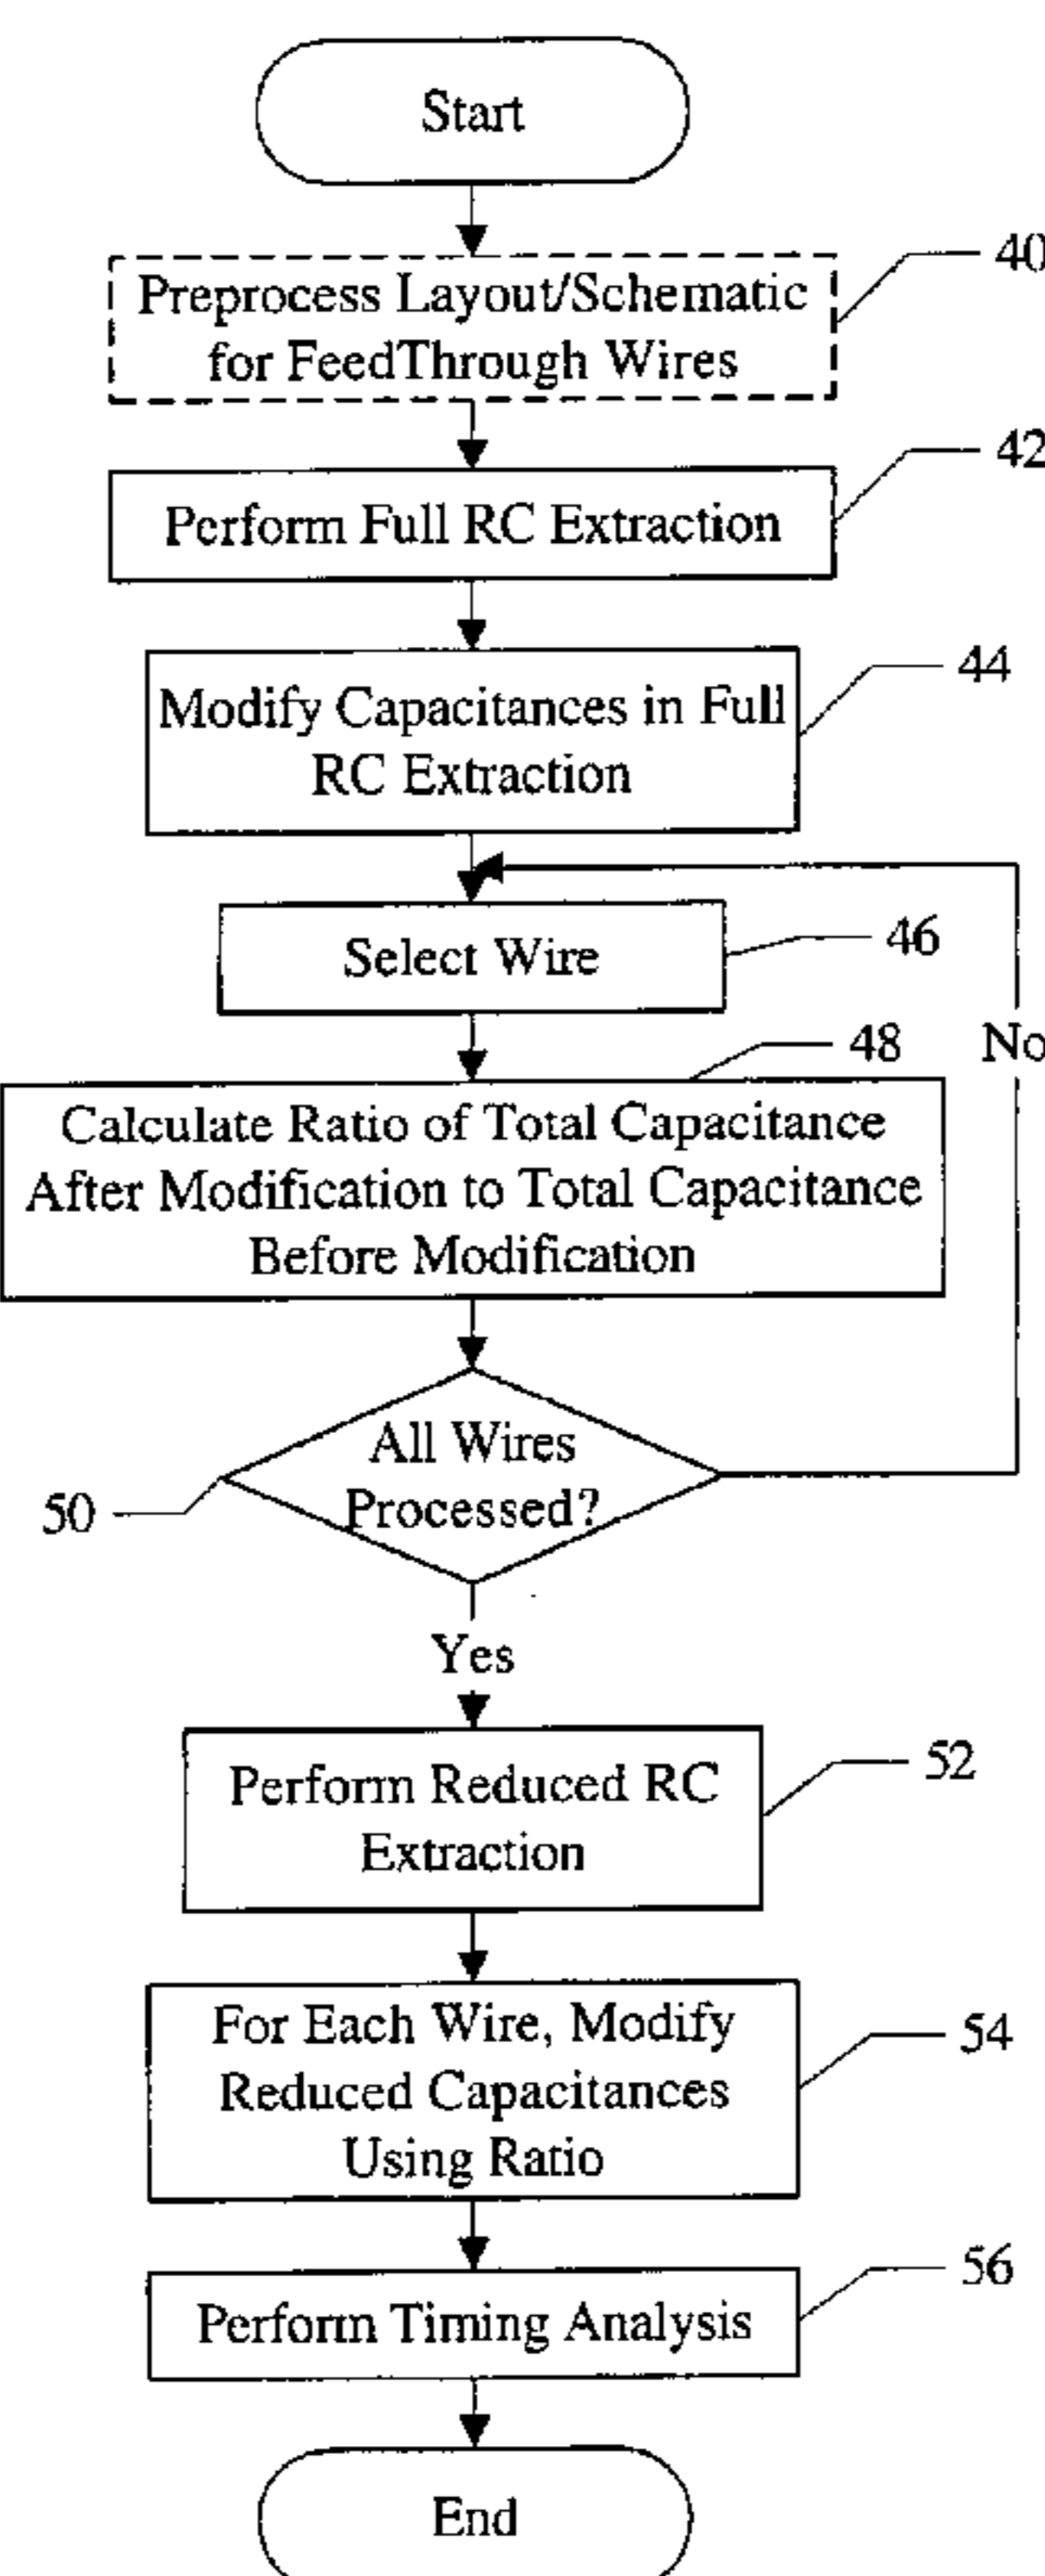 Start
40
Preprocess Layout/Schematic
for FeedThrough Wires
42
Perform Full RC Extraction
44
Modify Capacitances in Full
RC Extraction
Select Wire
46
48
No
Calculate Ratio of Total Capacitance
After Modification to Total Capacitance
Before Modification
All Wires
Processed?
50
Yes
Perform Reduced RC
Extraction
52
For Each Wire, Modify
Reduced Capacitances
Using Ratio
54
Perform Timing Analysis
56
End